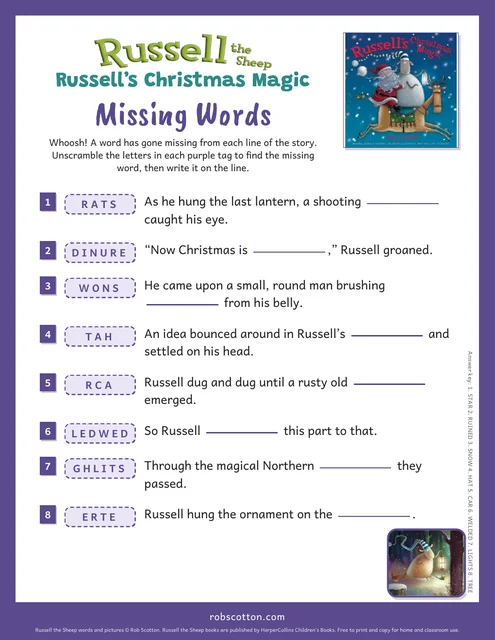 Russell the Sheep
Russell's Christmas Magic
Russell's Christmas Magic
Missing Words
Whoosh! A word has gone missing from each line of the story.
Unscramble the letters in each purple tag to find the missing
word, then write it on the line.
1 RATS As he hung the last lantern, a shooting
caught his eye.
2 DINURE “Now Christmas is ,” Russell groaned.
3 WONS He came upon a small, round man brushing
from his belly.
4 TAH An idea bounced around in Russell's and
settled on his head.
5 RCA Russell dug and dug until a rusty old
emerged.
6 LEDWED So Russell this part to that.
7 GHLITS Through the magical Northern they
passed.
8 ERTE Russell hung the ornament on the .
Answer key: 1. STAR 2. RUINED 3. SNOW 4. HAT 5. CAR 6. WELDED 7. LIGHTS 8. TREE
robscotton.com
Russell the Sheep words and pictures © Rob Scotton. Russell the Sheep books are published by HarperCollins Children's Books. Free to print and copy for home and classroom use.